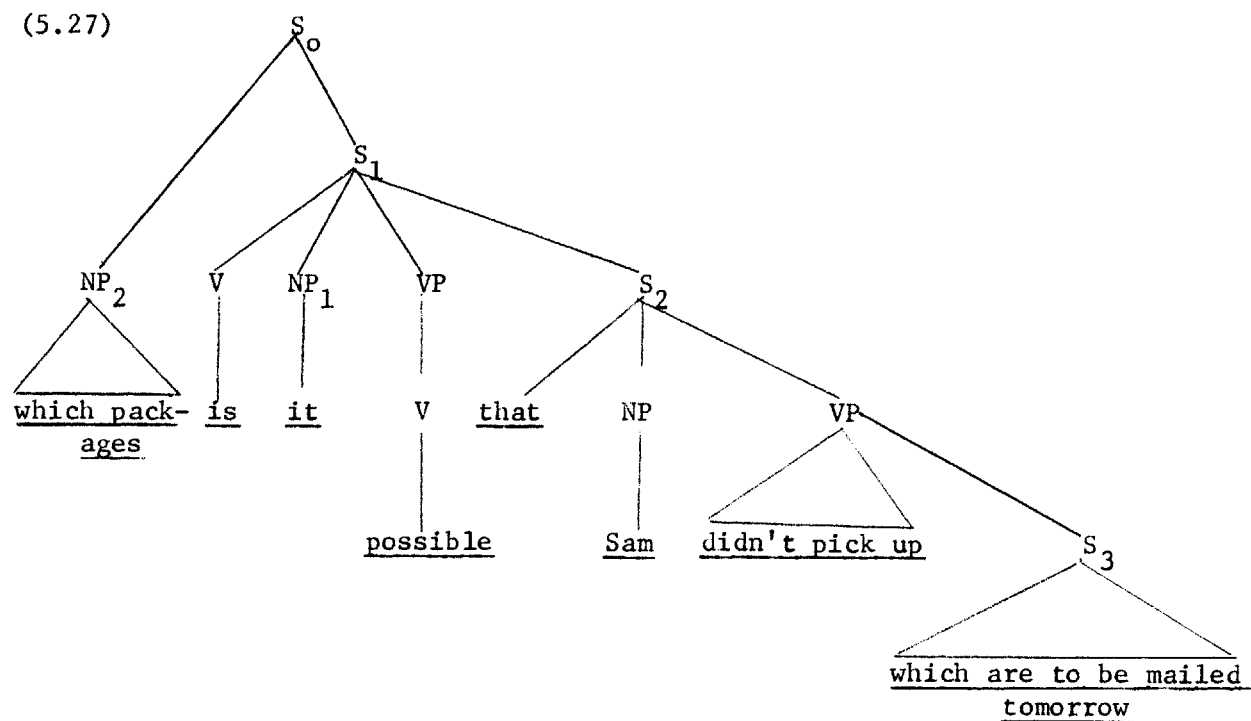 (5.27)
So
S1
NP2 V NP1 VP S2
which pack- is it V that NP VP
ages
possible Sam didn't pick up S3
which are to be mailed
tomorrow